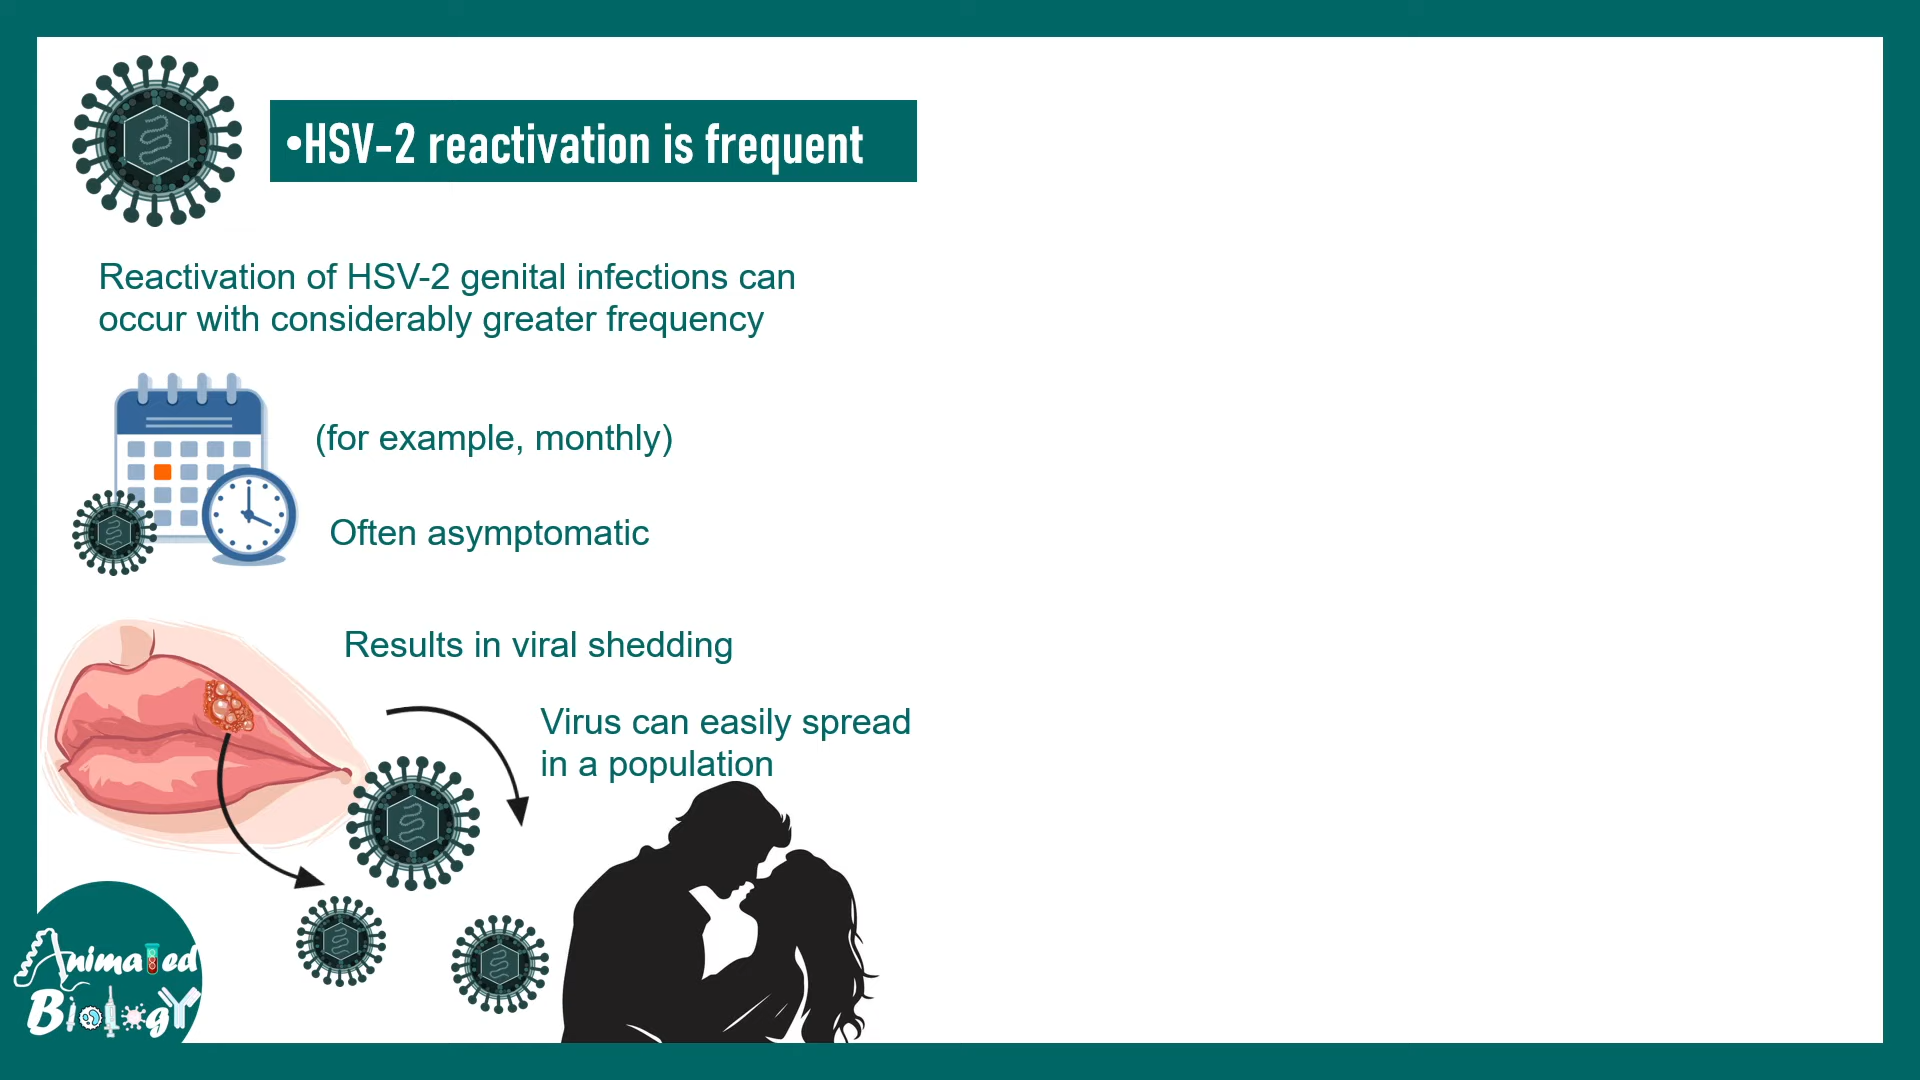 •HSV-2 reactivation is frequent
Reactivation of HSV-2 genital infections can
occur with considerably greater frequency
(for example, monthly)
Often asymptomatic
Results in viral shedding
Virus can easily spread
in a population
Animated
Biology